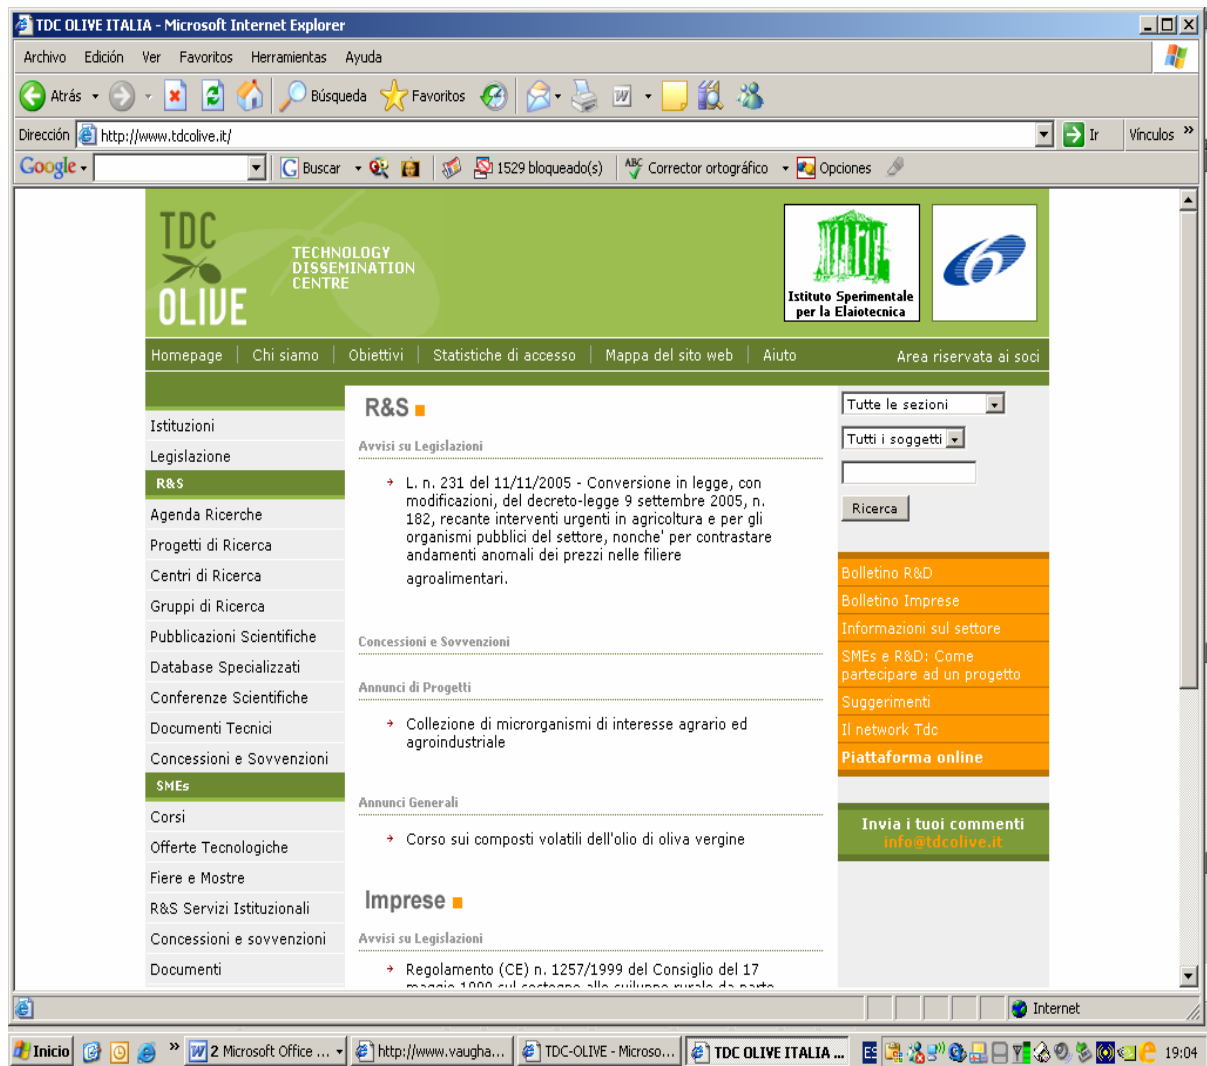 TDC OLIVE ITALIA - Microsoft Internet Explorer
Archivo Edición Ver Favoritos Herramientas Ayuda
Atrás Búsqueda Favoritos
Dirección http://www.tdcolive.it/ Ir Vínculos »
Google Buscar 1529 bloqueado(s) ABC Corrector ortográfico Opciones
TDC
OLIVE
TECHNOLOGY
DISSEMINATION
CENTRE
Istituto Sperimentale
per la Elaiotecnica
6
Homepage | Chi siamo | Obiettivi | Statistiche di accesso | Mappa del sito web | Aiuto Area riservata ai soci
Istituzioni
Legislazione
R&S
Agenda Ricerche
Progetti di Ricerca
Centri di Ricerca
Gruppi di Ricerca
Pubblicazioni Scientifiche
Database Specializzati
Conferenze Scientifiche
Documenti Tecnici
Concessioni e Sovvenzioni
SMEs
Corsi
Offerte Tecnologiche
Fiere e Mostre
R&S Servizi Istituzionali
Concessioni e sovvenzioni
Documenti
R&S
Avvisi su Legislazioni
L. n. 231 del 11/11/2005 - Conversione in legge, con
modificazioni, del decreto-legge 9 settembre 2005, n.
182, recante interventi urgenti in agricoltura e per gli
organismi pubblici del settore, nonche' per contrastare
andamenti anomali dei prezzi nelle filiere
agroalimentari.
Concessioni e Sovvenzioni
Annunci di Progetti
Collezione di microrganismi di interesse agrario ed
agroindustriale
Annunci Generali
Corso sui composti volatili dell'olio di oliva vergine
Imprese
Avvisi su Legislazioni
Regolamento (CE) n. 1257/1999 del Consiglio del 17
maggio 1999 sul sostegno allo sviluppo rurale da parte
Tutte le sezioni
Tutti i soggetti
Ricerca
Bolletino R&D
Bolletino Imprese
Informazioni sul settore
SMEs e R&D: Come
partecipare ad un progetto
Suggerimenti
Il network Tdc
Piattaforma online
Invia i tuoi commenti
info@tdcolive.it
Internet
Inicio » 2 Microsoft Office ... http://www.vaugha... TDC-OLIVE - Microso... TDC OLIVE ITALIA ... ES 19:04